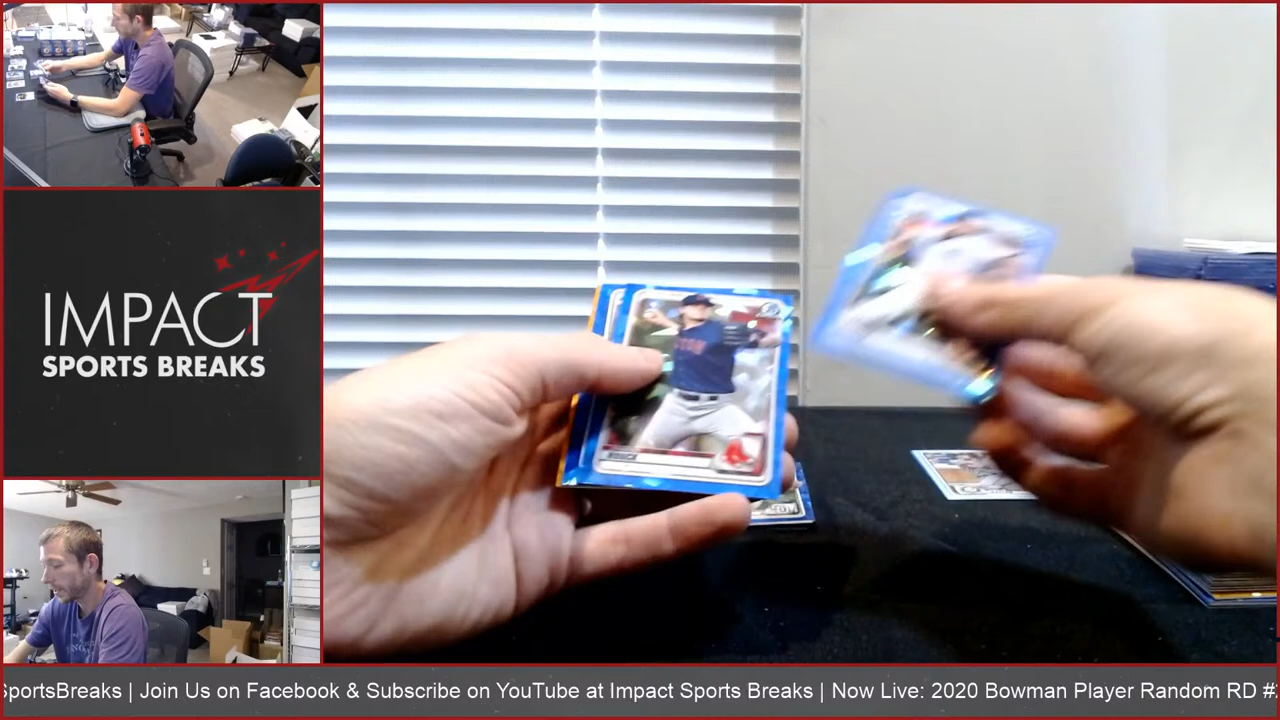 IMPACT
SPORTS BREAKS
SportsBreaks | Join Us on Facebook & Subscribe on YouTube at Impact Sports Breaks | Now Live: 2020 Bowman Player Random RD #2